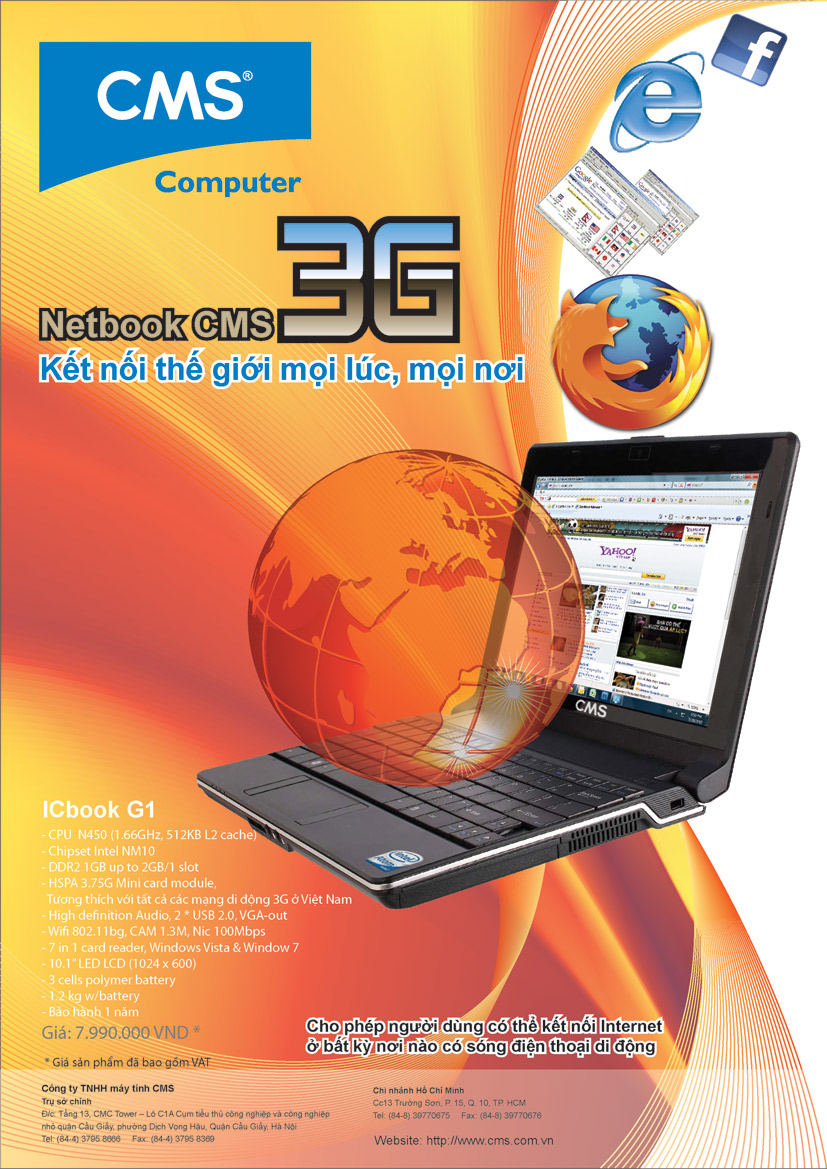 CMS®
Computer
3G
Netbook CMS
Kết nối thế giới mọi lúc, mọi nơi
Google
Google
YAHOO!
CMS
intel
Atom
ICbook G1
- CPU N450 (1.66GHz, 512KB L2 cache)
- Chipset Intel NM10
- DDR2 1GB up to 2GB/1 slot
- HSPA 3.75G Mini card module,
Tương thích với tất cả các mạng di động 3G ở Việt Nam
- High definition Audio, 2 * USB 2.0, VGA-out
- Wifi 802.11bg, CAM 1.3M, Nic 100Mbps
- 7 in 1 card reader, Windows Vista & Window 7
- 10.1" LED LCD (1024 x 600)
- 3 cells polymer battery
- 1.2 kg w/battery
- Bảo hành 1 năm
Giá: 7.990.000 VND *
* Giá sản phẩm đã bao gồm VAT
Cho phép người dùng có thể kết nối Internet
ở bất kỳ nơi nào có sóng điện thoại di động
Công ty TNHH máy tính CMS
Trụ sở chính
Đ/c: Tầng 13, CMC Tower – Lô C1A Cụm tiểu thủ công nghiệp và công nghiệp
nhỏ quận Cầu Giấy, phường Dịch Vọng Hậu, Quận Cầu Giấy, Hà Nội
Tel: (84-4) 3795 8666 Fax: (84-4) 3795 8369
Chi nhánh Hồ Chí Minh
Cc13 Trường Sơn, P. 15, Q. 10, TP. HCM
Tel: (84-8) 39770675 Fax: (84-8) 39770676
Website: http://www.cms.com.vn